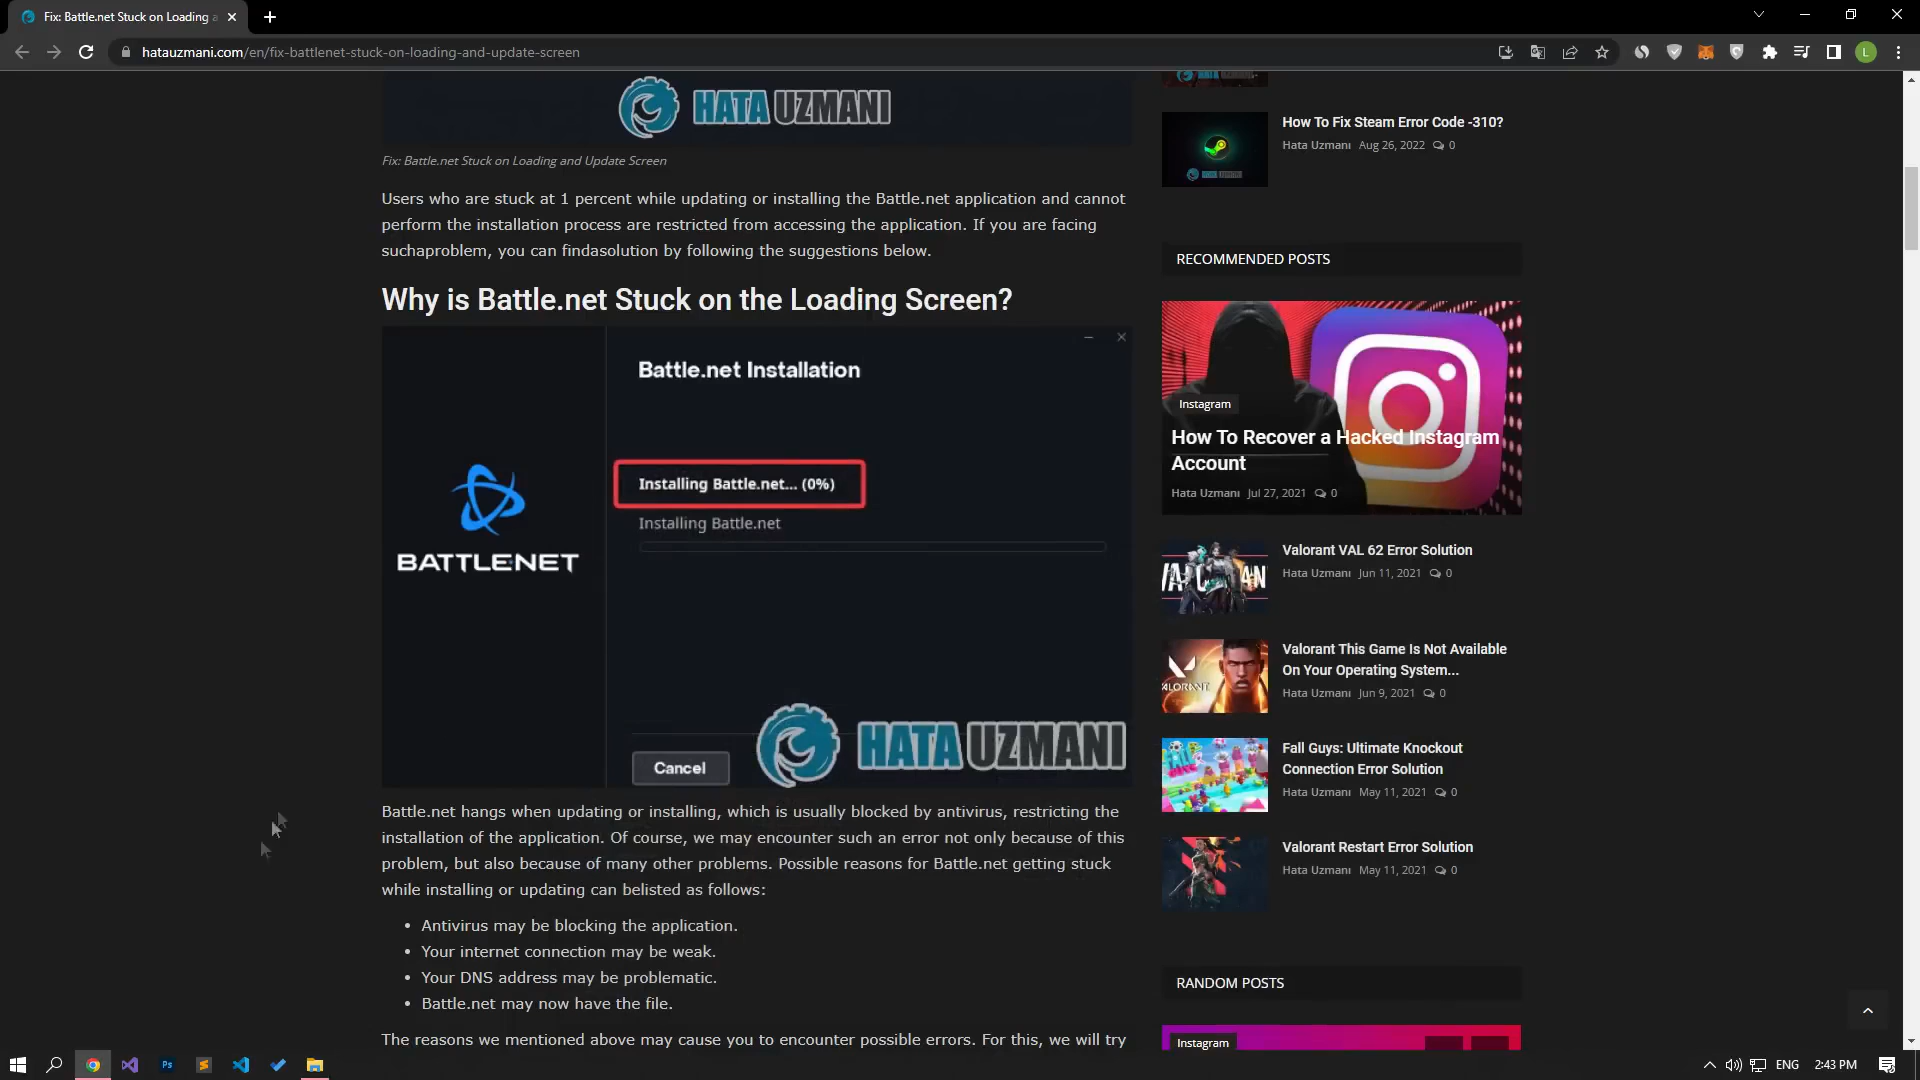 Fix: Battle.net Stuck on Loading a
hatauzmani.com/en/fix-battlenet-stuck-on-loading-and-update-screen
L
HATA UZMANI
Fix: Battle.net Stuck on Loading and Update Screen
Users who are stuck at 1 percent while updating or installing the Battle.net application and cannot
perform the installation process are restricted from accessing the application. If you are facing
suchaproblem, you can findasolution by following the suggestions below.
Why is Battle.net Stuck on the Loading Screen?
Battle.net Installation
Installing Battle.net... (0%)
Installing Battle.net
BATTLE.NET
HATA UZMANI
Cancel
Battle.net hangs when updating or installing, which is usually blocked by antivirus, restricting the
installation of the application. Of course, we may encounter such an error not only because of this
problem, but also because of many other problems. Possible reasons for Battle.net getting stuck
while installing or updating can belisted as follows:
• Antivirus may be blocking the application.
• Your internet connection may be weak.
• Your DNS address may be problematic.
• Battle.net may now have the file.
The reasons we mentioned above may cause you to encounter possible errors. For this, we will try
How To Fix Steam Error Code -310?
Hata Uzmanı Aug 26, 2022 0
RECOMMENDED POSTS
Instagram
How To Recover a Hacked Instagram
Account
Hata Uzmanı Jul 27, 2021 0
Valorant VAL 62 Error Solution
Hata Uzmanı Jun 11, 2021 0
Valorant This Game Is Not Available
On Your Operating System...
Hata Uzmanı Jun 9, 2021 0
VALORANT
Fall Guys: Ultimate Knockout
Connection Error Solution
Hata Uzmanı May 11, 2021 0
Valorant Restart Error Solution
Hata Uzmanı May 11, 2021 0
RANDOM POSTS
Instagram
Ps
ENG
2:43 PM